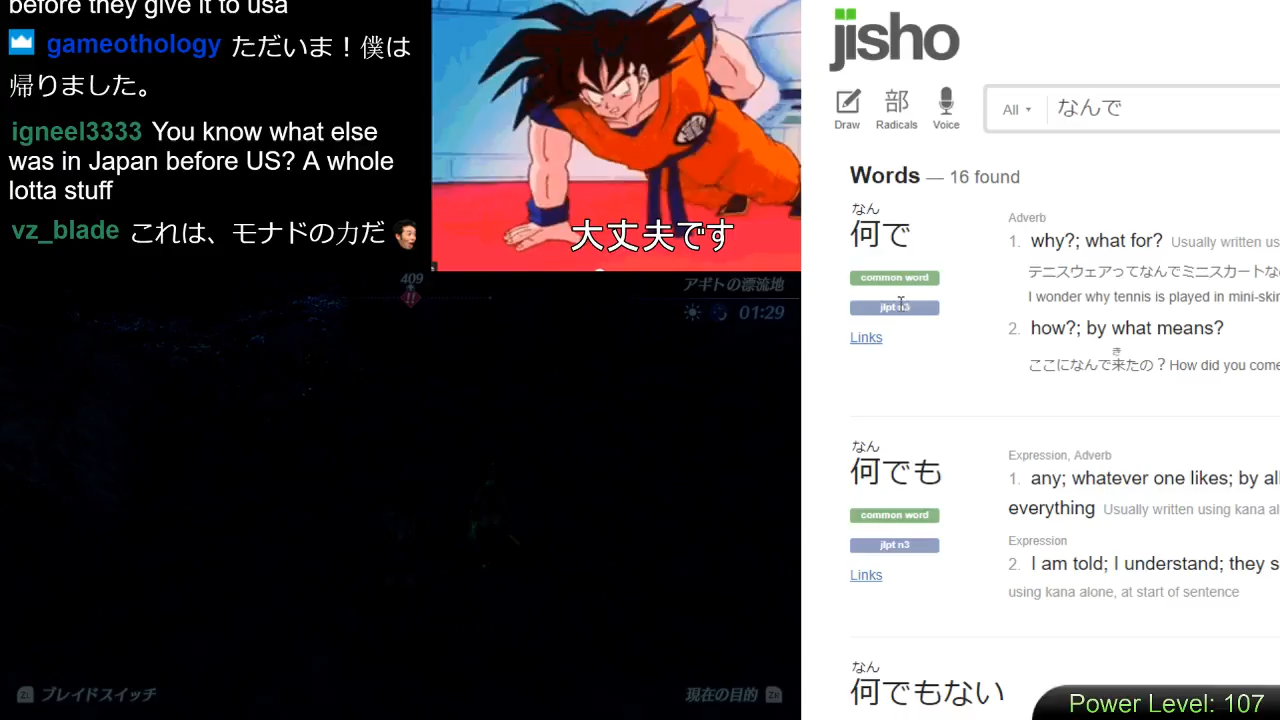 before they give it to usa
gameothology ただいま！僕は
帰りました。
igneel3333 You know what else
was in Japan before US? A whole
lotta stuff
vz_blade これは、モナドの力だ
大丈夫です
409
!!
アギトの漂流地
01:29
ZL ブレイドスイッチ
現在の目的 ZR
jisho
Draw
部
Radicals
Voice
All
なんで
Words — 16 found
なん
何で
common word
jlpt
Links
Adverb
1. why?; what for? Usually written us
テニスウェアってなんでミニスカートな
I wonder why tennis is played in mini-skir
2. how?; by what means?
き
ここになんで来たの？How did you come
なん
何でも
common word
jlpt n3
Links
Expression, Adverb
1. any; whatever one likes; by all
everything Usually written using kana al
Expression
2. I am told; I understand; they s
using kana alone, at start of sentence
なん
何でもない
Power Level: 107